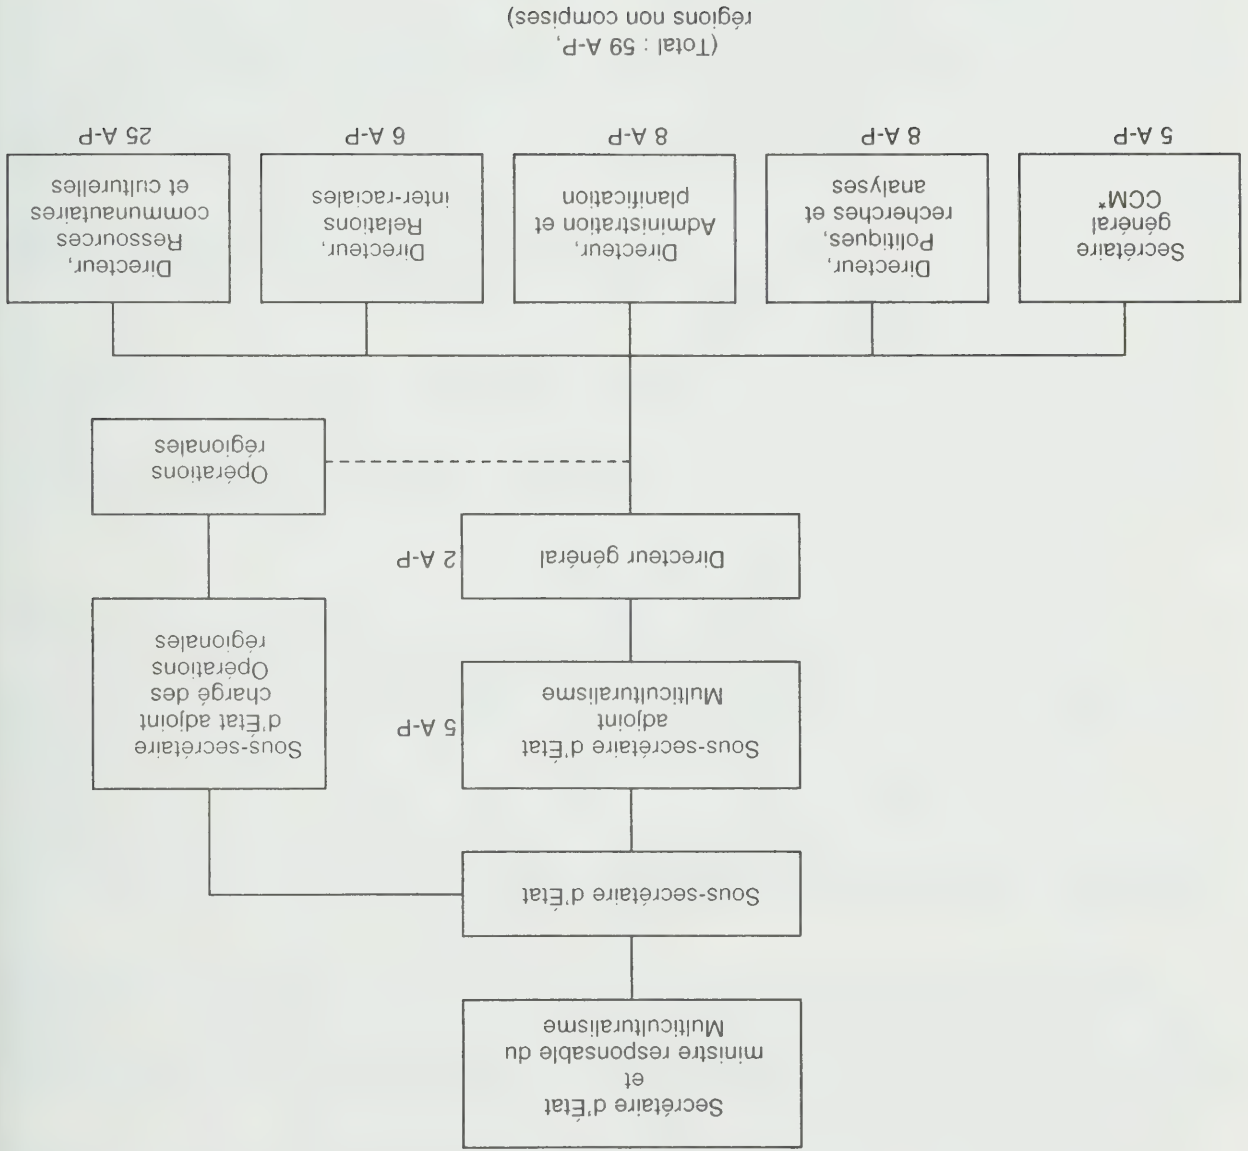 Secrétaire d'État
et
ministre responsable du
Multiculturalisme
Sous-secrétaire d'État
Sous-secrétaire d'État
adjoint
Multiculturalisme
5 A-P
Sous-secrétaire
d'État adjoint
chargé des
Opérations
régionales
Directeur général
2 A-P
Opérations
régionales
Secrétaire
général
CCM*
5 A-P
Directeur,
Politiques,
recherches et
analyses
8 A-P
Directeur,
Administration et
planification
8 A-P
Directeur,
Relations
inter-raciales
6 A-P
Directeur,
Ressources
communautaires
et culturelles
25 A-P
(Total : 59 A-P,
régions non compises)